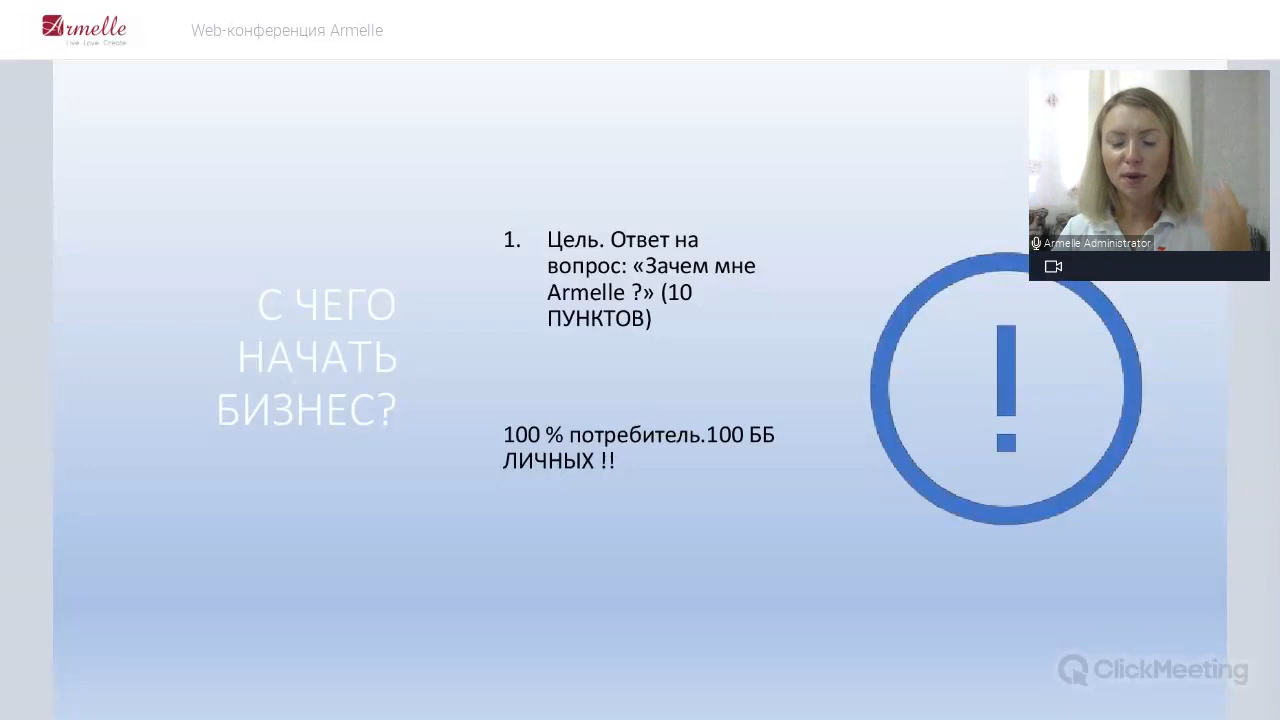 Armelle
Live. Love. Create.
Web-конференция Armelle
Armelle Administrator
С ЧЕГО
НАЧАТЬ
БИЗНЕС?
1. Цель. Ответ на
вопрос: «Зачем мне
Armelle ?» (10
ПУНКТОВ)
100 % потребитель.100 ББ
ЛИЧНЫХ !!
ClickMeeting